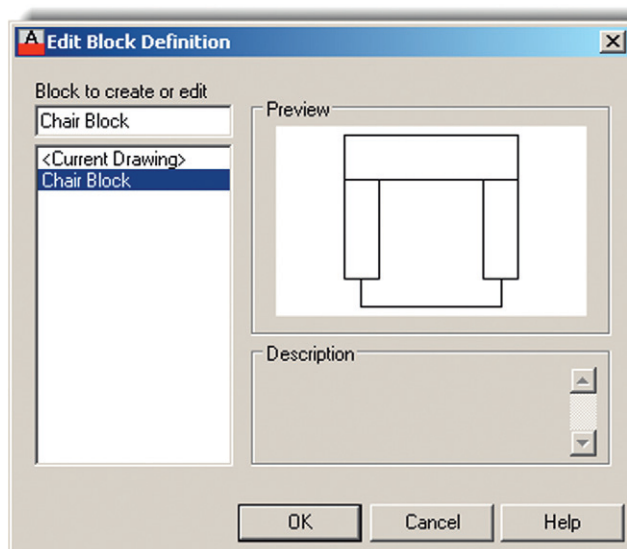 A Edit Block Definition
Block to create or edit
Chair Block
<Current Drawing>
Chair Block
Preview
Description
OK Cancel Help